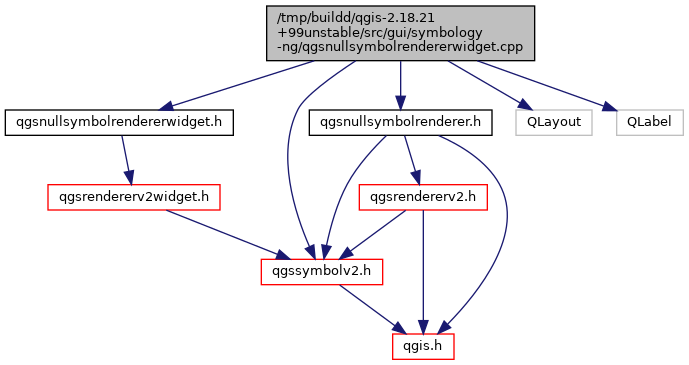 /tmp/buildd/qgis-2.18.21
+99unstable/src/gui/symbology
-ng/qgsnullsymbolrendererwidget.cpp
qgsnullsymbolrendererwidget.h
qgsnullsymbolrenderer.h
QLayout
QLabel
qgsrendererv2widget.h
qgsrendererv2.h
qgssymbolv2.h
qgis.h